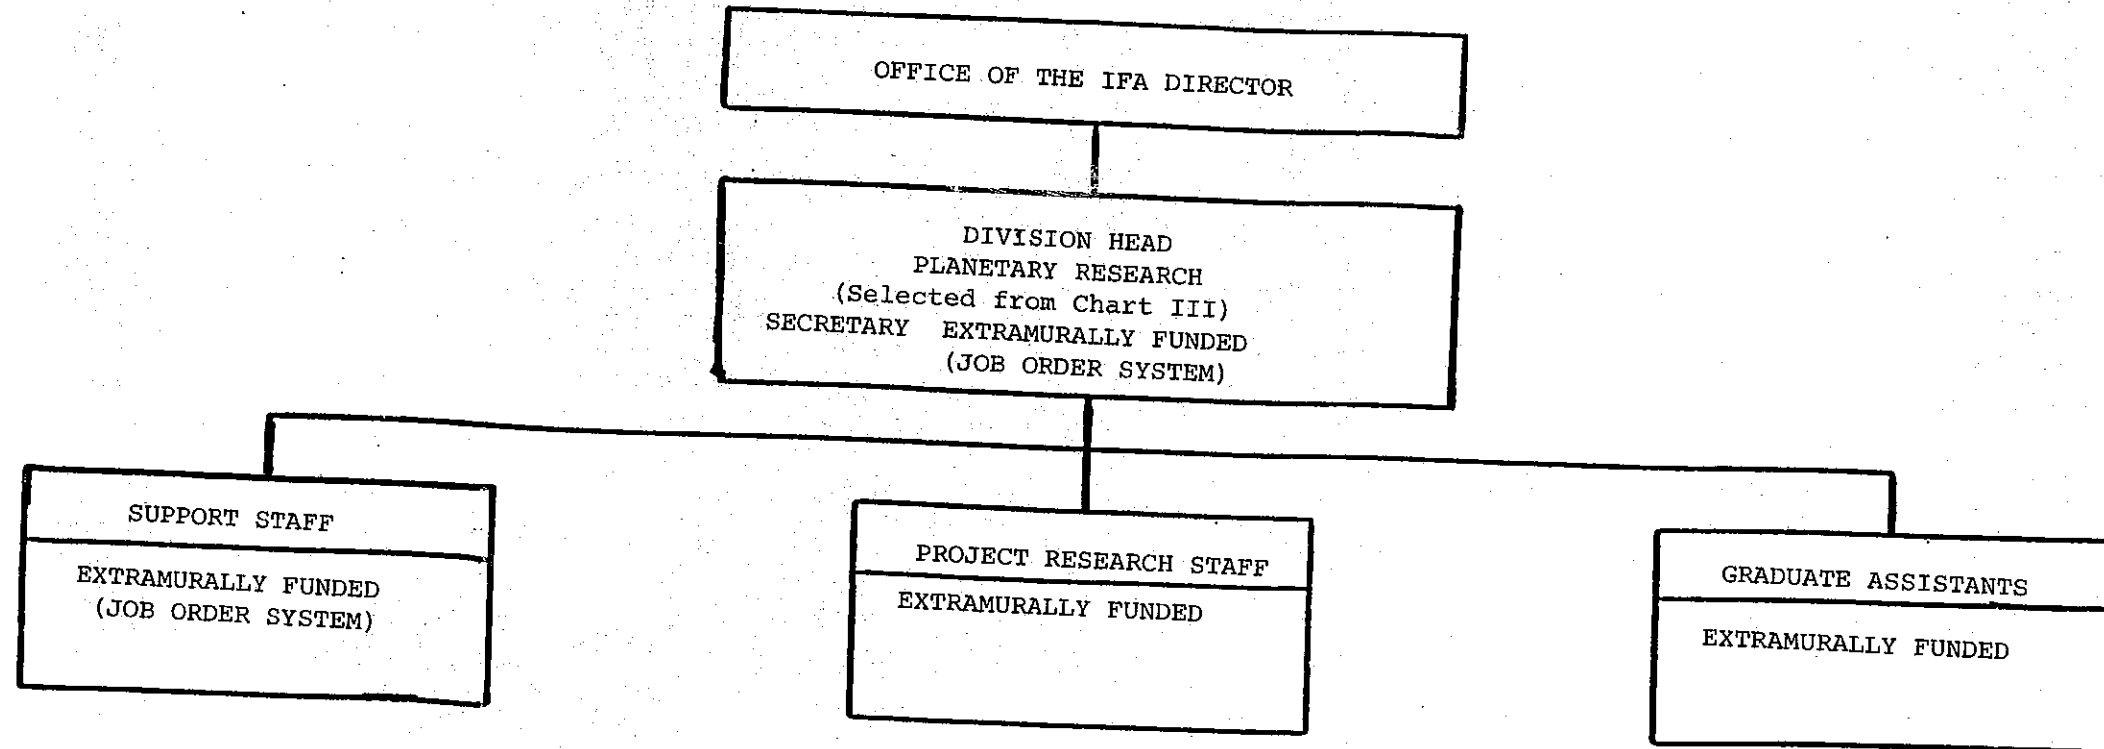 OFFICE OF THE IFA DIRECTOR
DIVISION HEAD
PLANETARY RESEARCH
(Selected from Chart III)
SECRETARY EXTRAMURALLY FUNDED
(JOB ORDER SYSTEM)
SUPPORT STAFF
EXTRAMURALLY FUNDED
(JOB ORDER SYSTEM)
PROJECT RESEARCH STAFF
EXTRAMURALLY FUNDED
GRADUATE ASSISTANTS
EXTRAMURALLY FUNDED